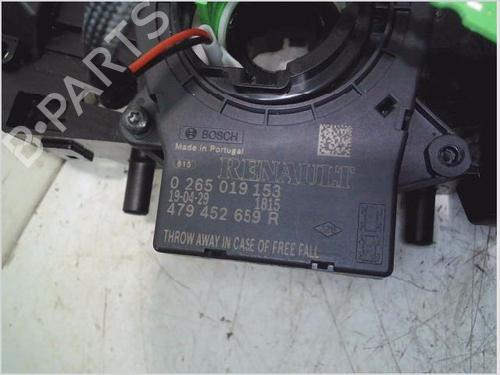 B-PARTS
BOSCH
Made in Portugal
815
RENAULT
0 265 019 153
19-04-29 1815
479 452 659 R
THROW AWAY IN CASE OF FREE FALL